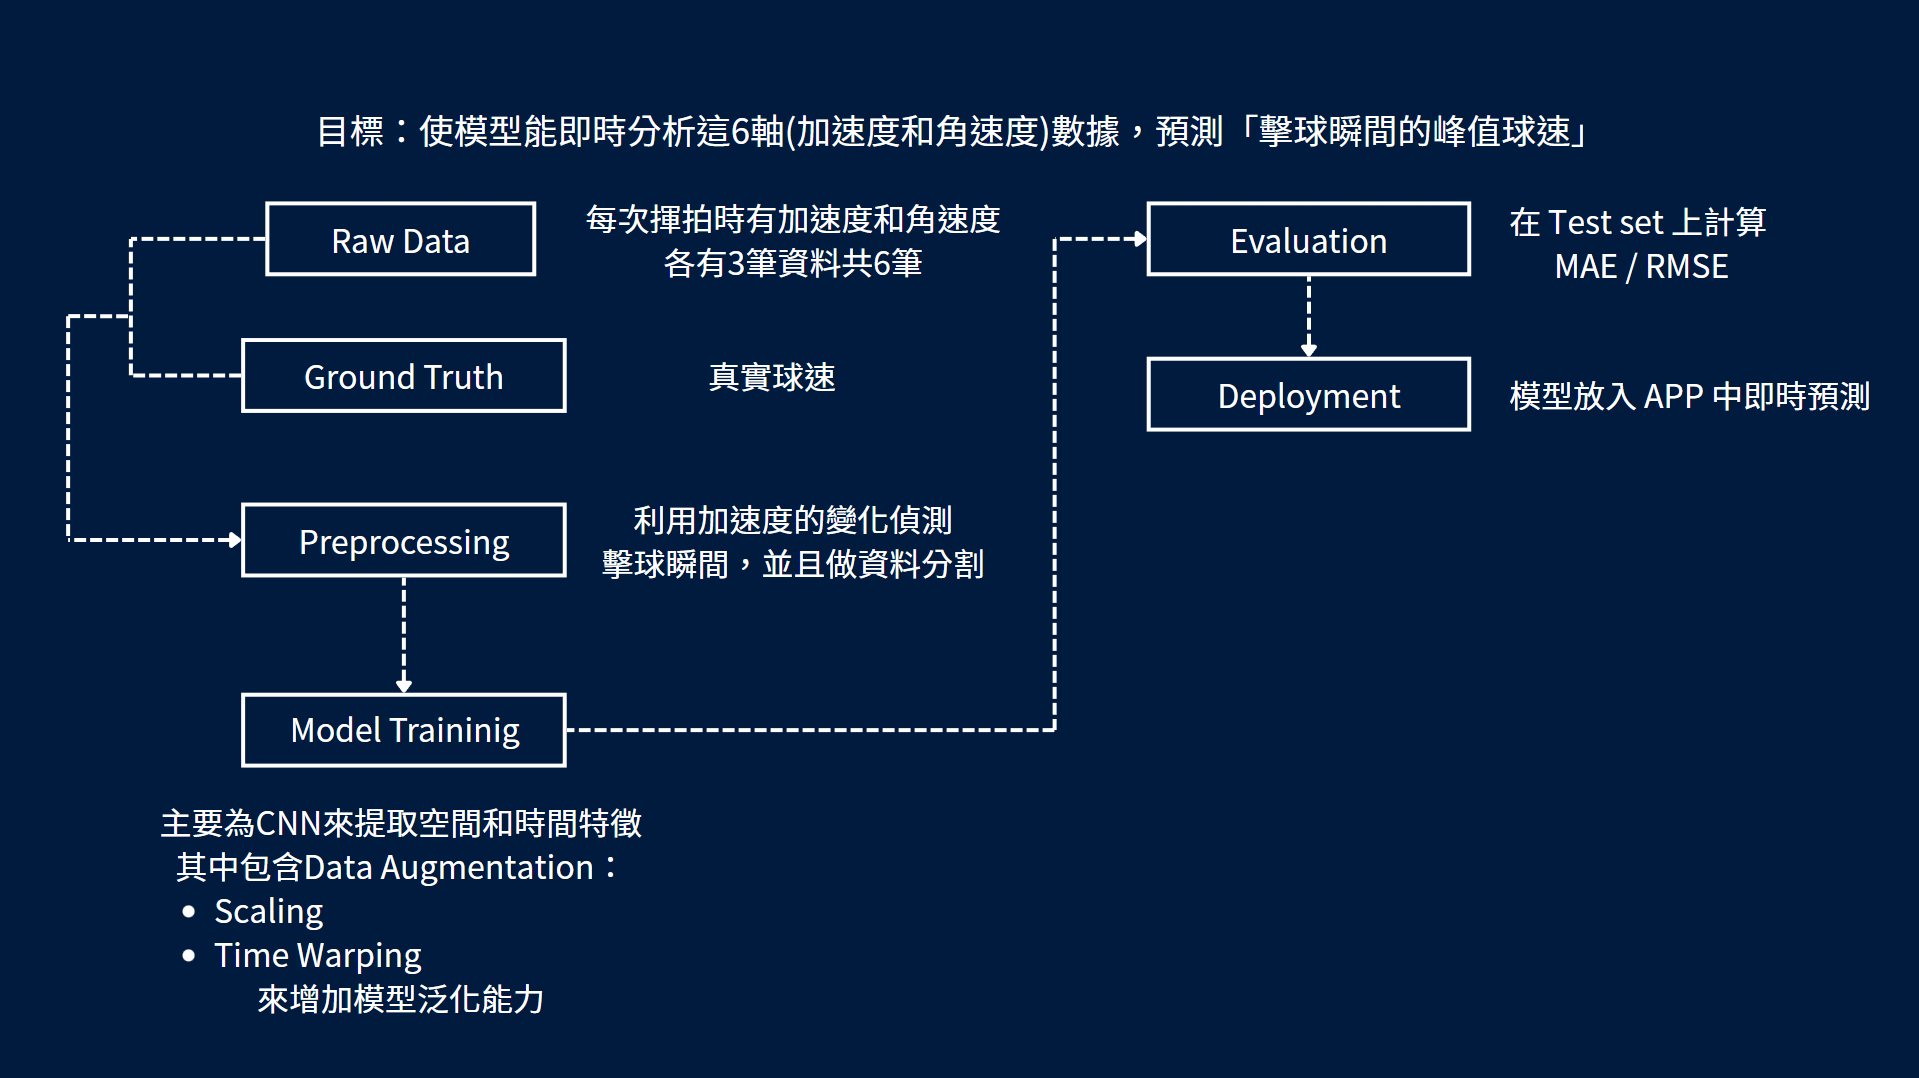 目標：使模型能即時分析這6軸(加速度和角速度)數據，預測「擊球瞬間的峰值球速」
Raw Data
每次揮拍時有加速度和角速度
各有3筆資料共6筆
Ground Truth
真實球速
Preprocessing
利用加速度的變化偵測
擊球瞬間，並且做資料分割
Model Traininig
主要為CNN來提取空間和時間特徵
其中包含Data Augmentation：
• Scaling
• Time Warping
來增加模型泛化能力
Evaluation
在 Test set 上計算
MAE / RMSE
Deployment
模型放入 APP 中即時預測